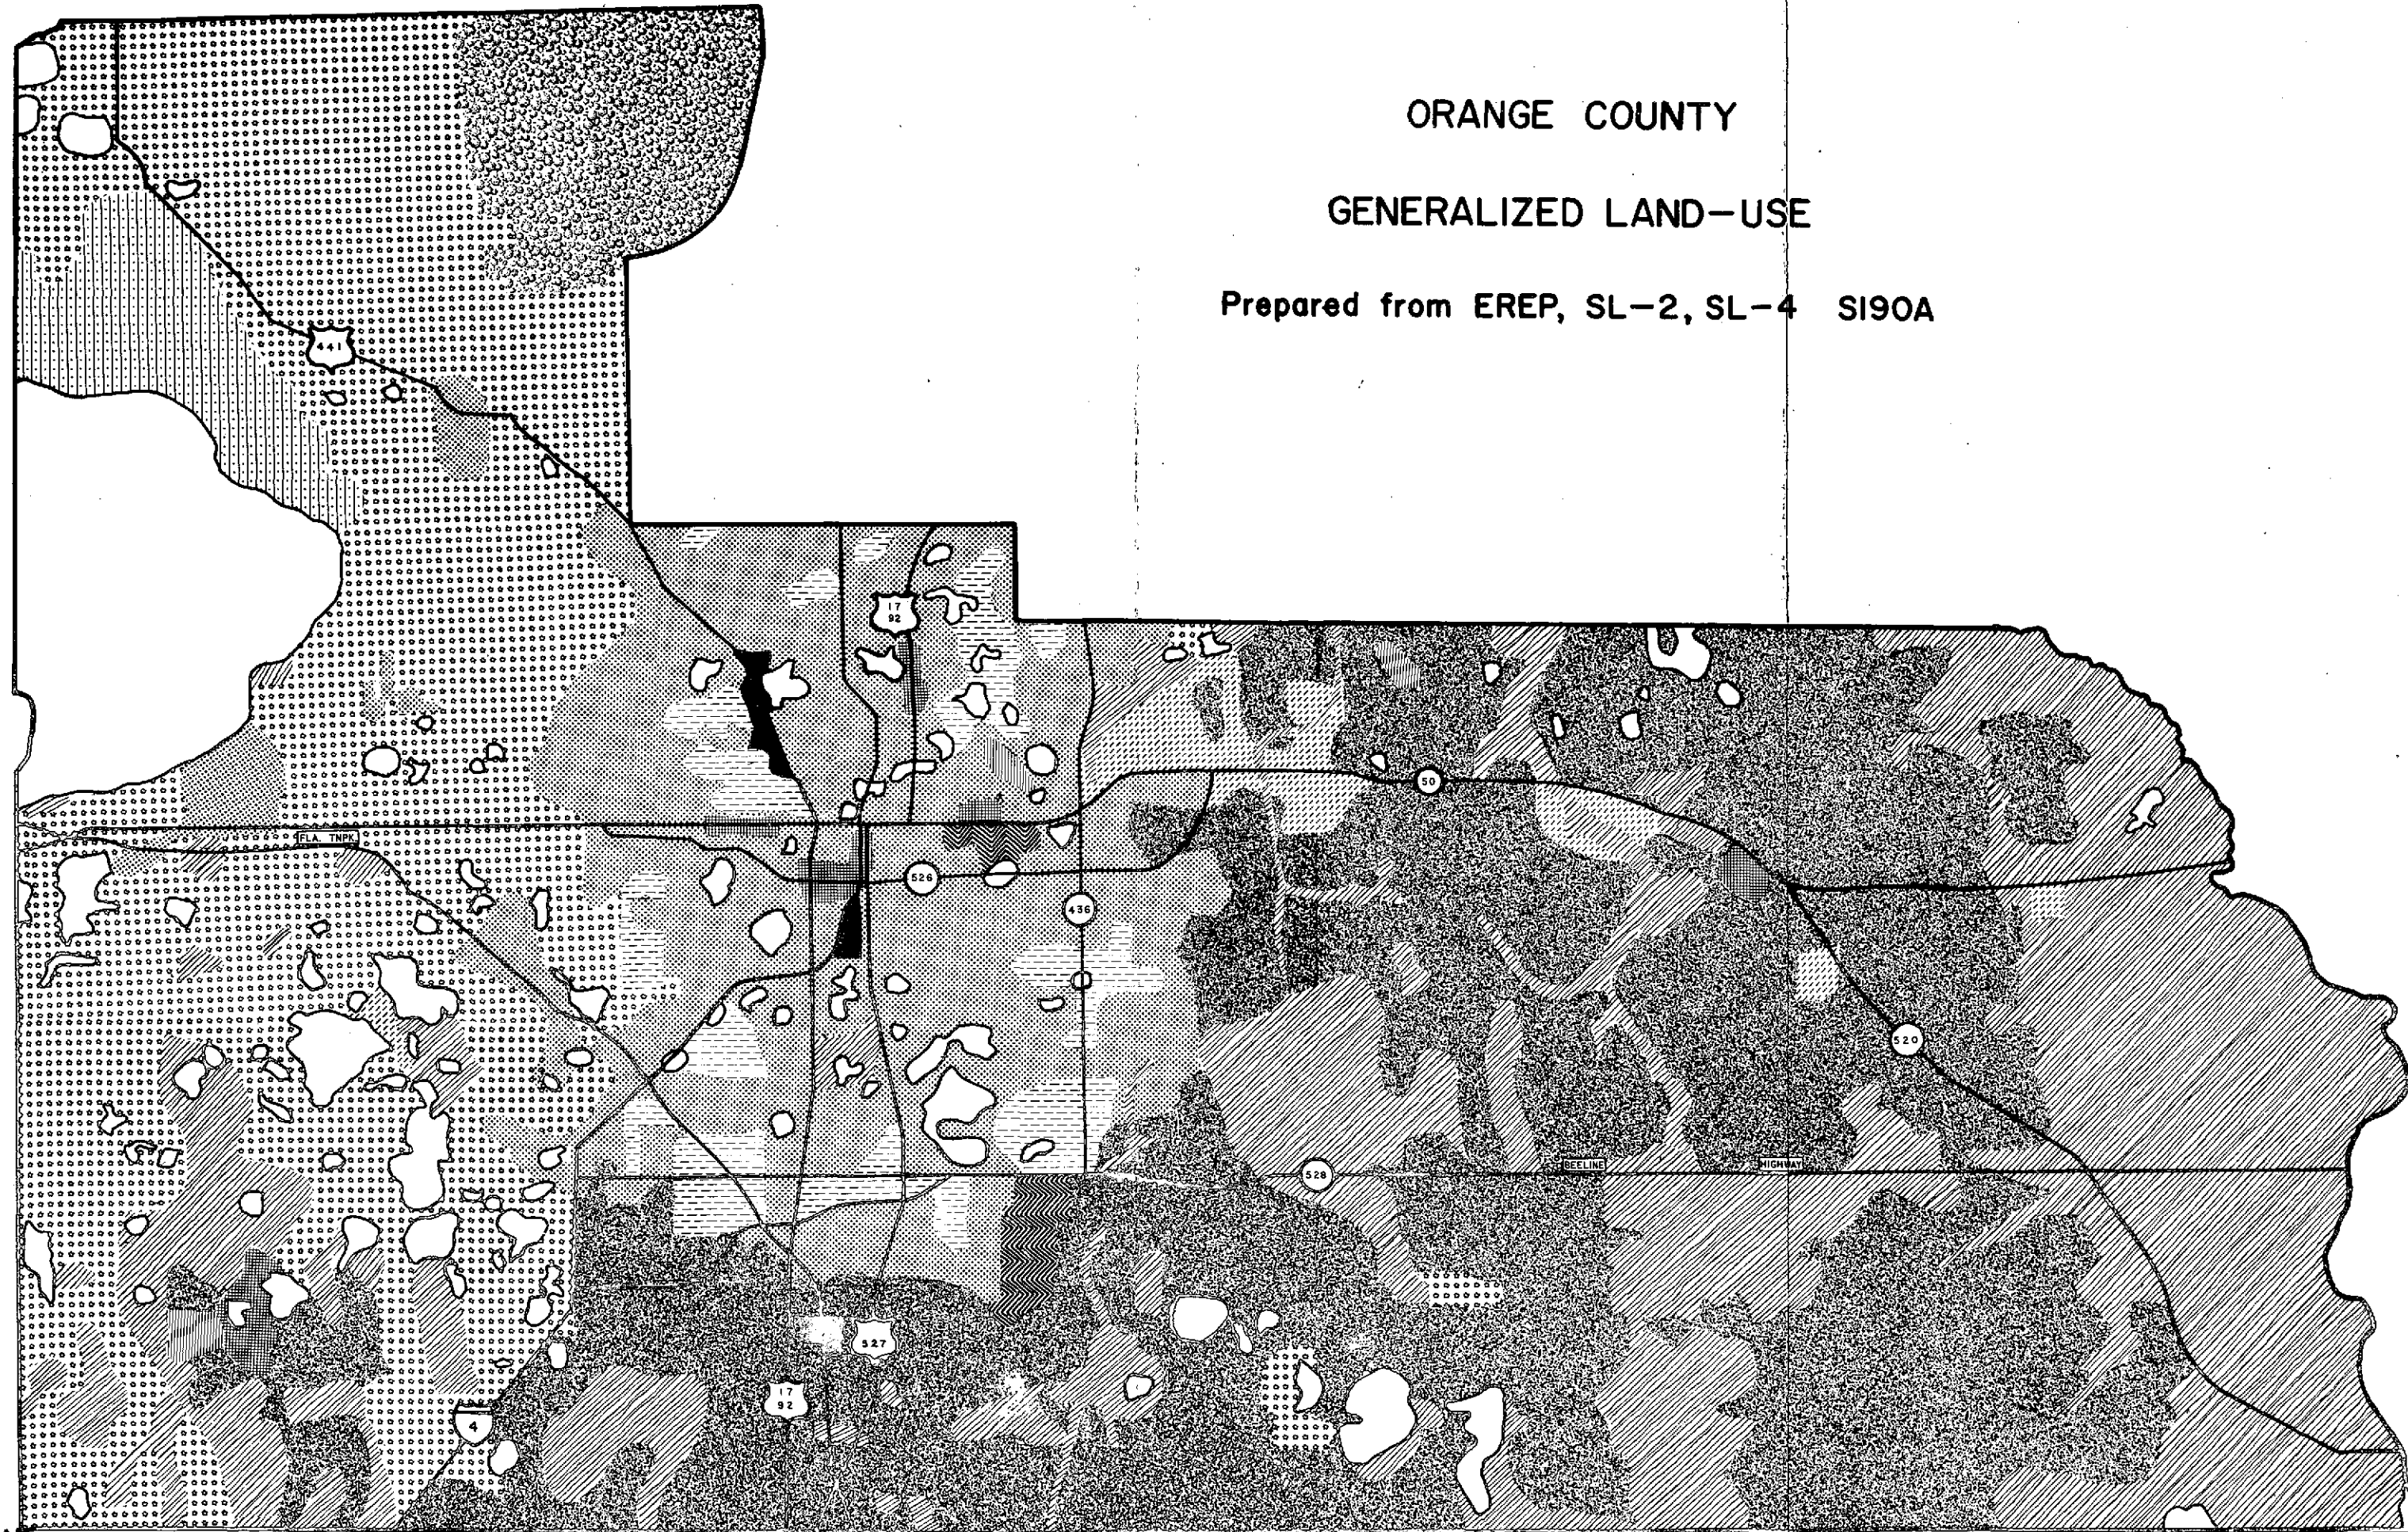 ORANGE COUNTY
GENERALIZED LAND-USE
Prepared from EREP, SL-2, SL-4 S190A
441
17
92
50
FLA. TNPK
526
436
520
528
BEELINE
HIGHWAY
527
17
92
4